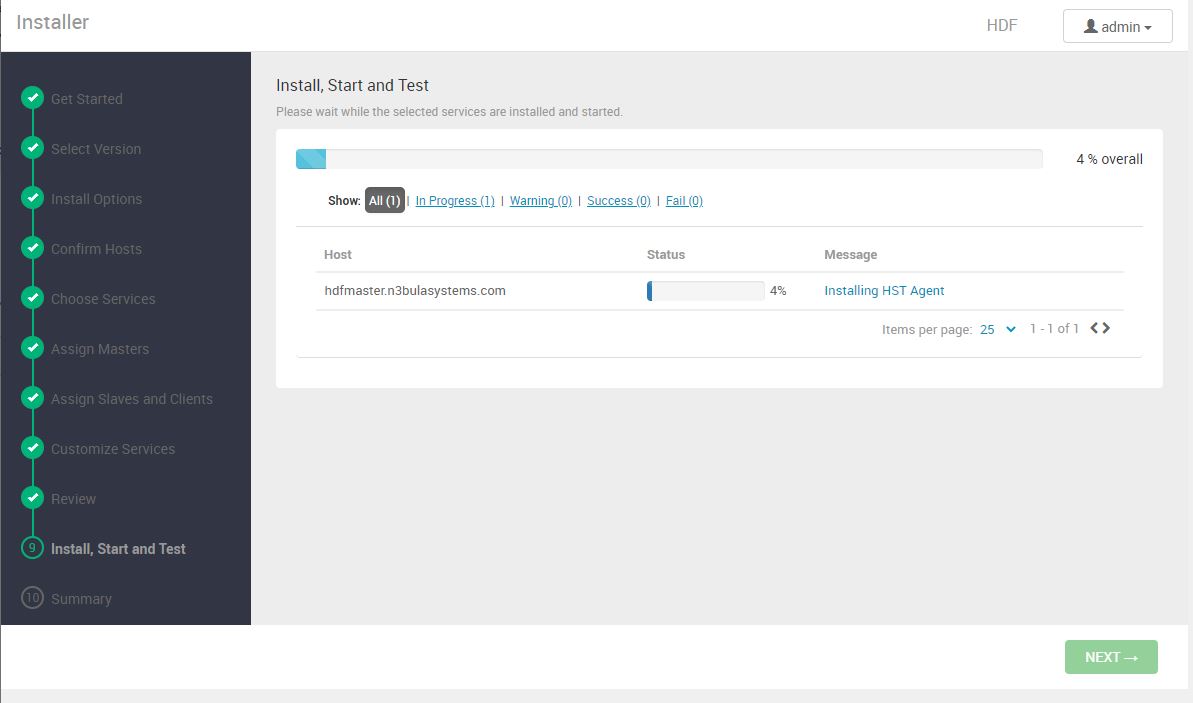 Installer
HDF
admin
Get Started
Select Version
Install Options
Confirm Hosts
Choose Services
Assign Masters
Assign Slaves and Clients
Customize Services
Review
9 Install, Start and Test
10 Summary
Install, Start and Test
Please wait while the selected services are installed and started.
4 % overall
Show: All (1) | In Progress (1) | Warning (0) | Success (0) | Fail (0)
Host Status Message
hdfmaster.n3bulasystems.com 4% Installing HST Agent
Items per page: 25 1 - 1 of 1
NEXT →